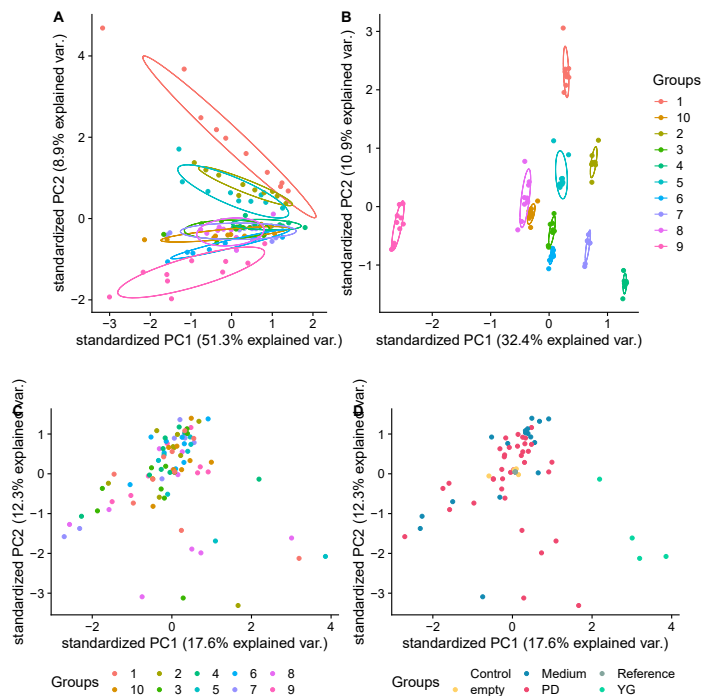 A
B
4
2
0
−2
standardized PC2 (8.9% explained var.)
−3 −2 −1 0 1 2
standardized PC1 (51.3% explained var.)
3
2
1
0
−1
standardized PC2 (10.9% explained var.)
−2 −1 0 1
standardized PC1 (32.4% explained var.)
Groups
1
10
2
3
4
5
6
7
8
9
C
D
1
0
−1
−2
−3
standardized PC2 (12.3% explained var.)
−2 0 2 4
standardized PC1 (17.6% explained var.)
1
0
−1
−2
−3
standardized PC2 (12.3% explained var.)
−2 0 2 4
standardized PC1 (17.6% explained var.)
Groups
1 2 4 6 8
10 3 5 7 9
Groups
Control Medium Reference
empty PD YG